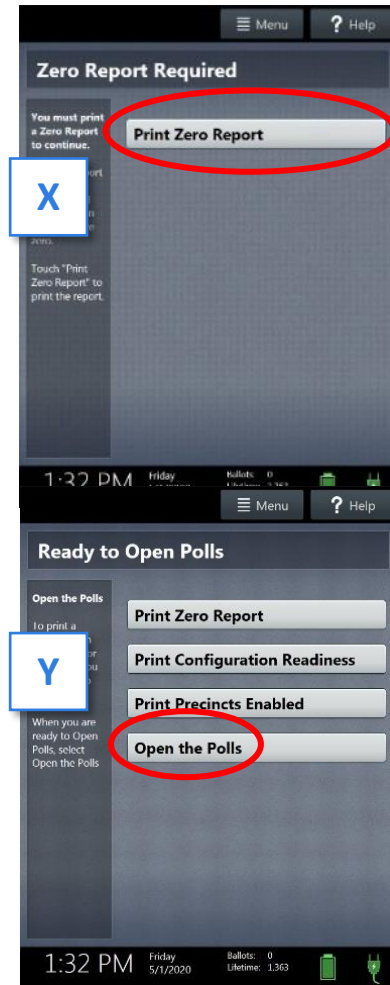 Menu
? Help
Zero Report Required
You must print
a Zero Report
to continue.
Print Zero Report
X
zero.
Touch "Print
Zero Report" to
print the report.
1:32 PM
Friday
Ballots: 0
Menu
? Help
Ready to Open Polls
Open the Polls
To print a
Print Zero Report
Print Configuration Readiness
Print Precincts Enabled
Open the Polls
Y
When you are
ready to Open
Polls, select
Open the Polls
1:32 PM
Friday
5/1/2020
Ballots: 0
Lifetime: 1,363